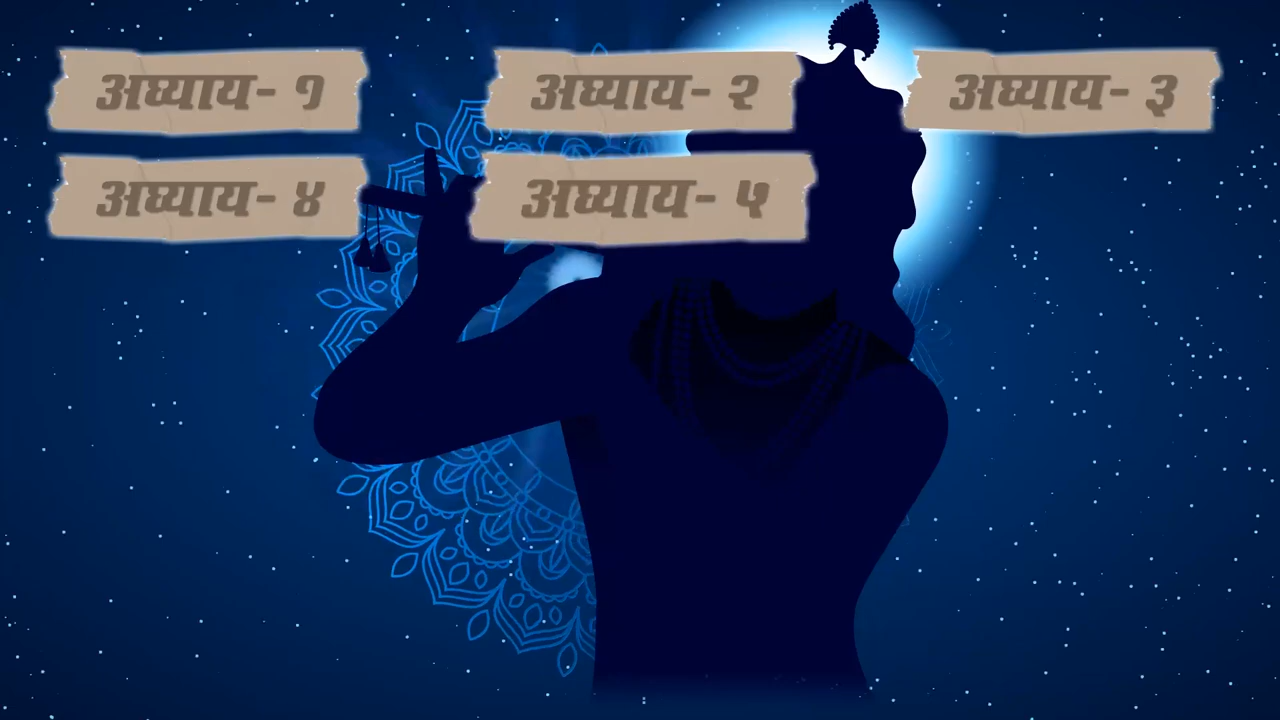 अध्याय- १
अध्याय- २
अध्याय- ३
अध्याय- ४
अध्याय- ५